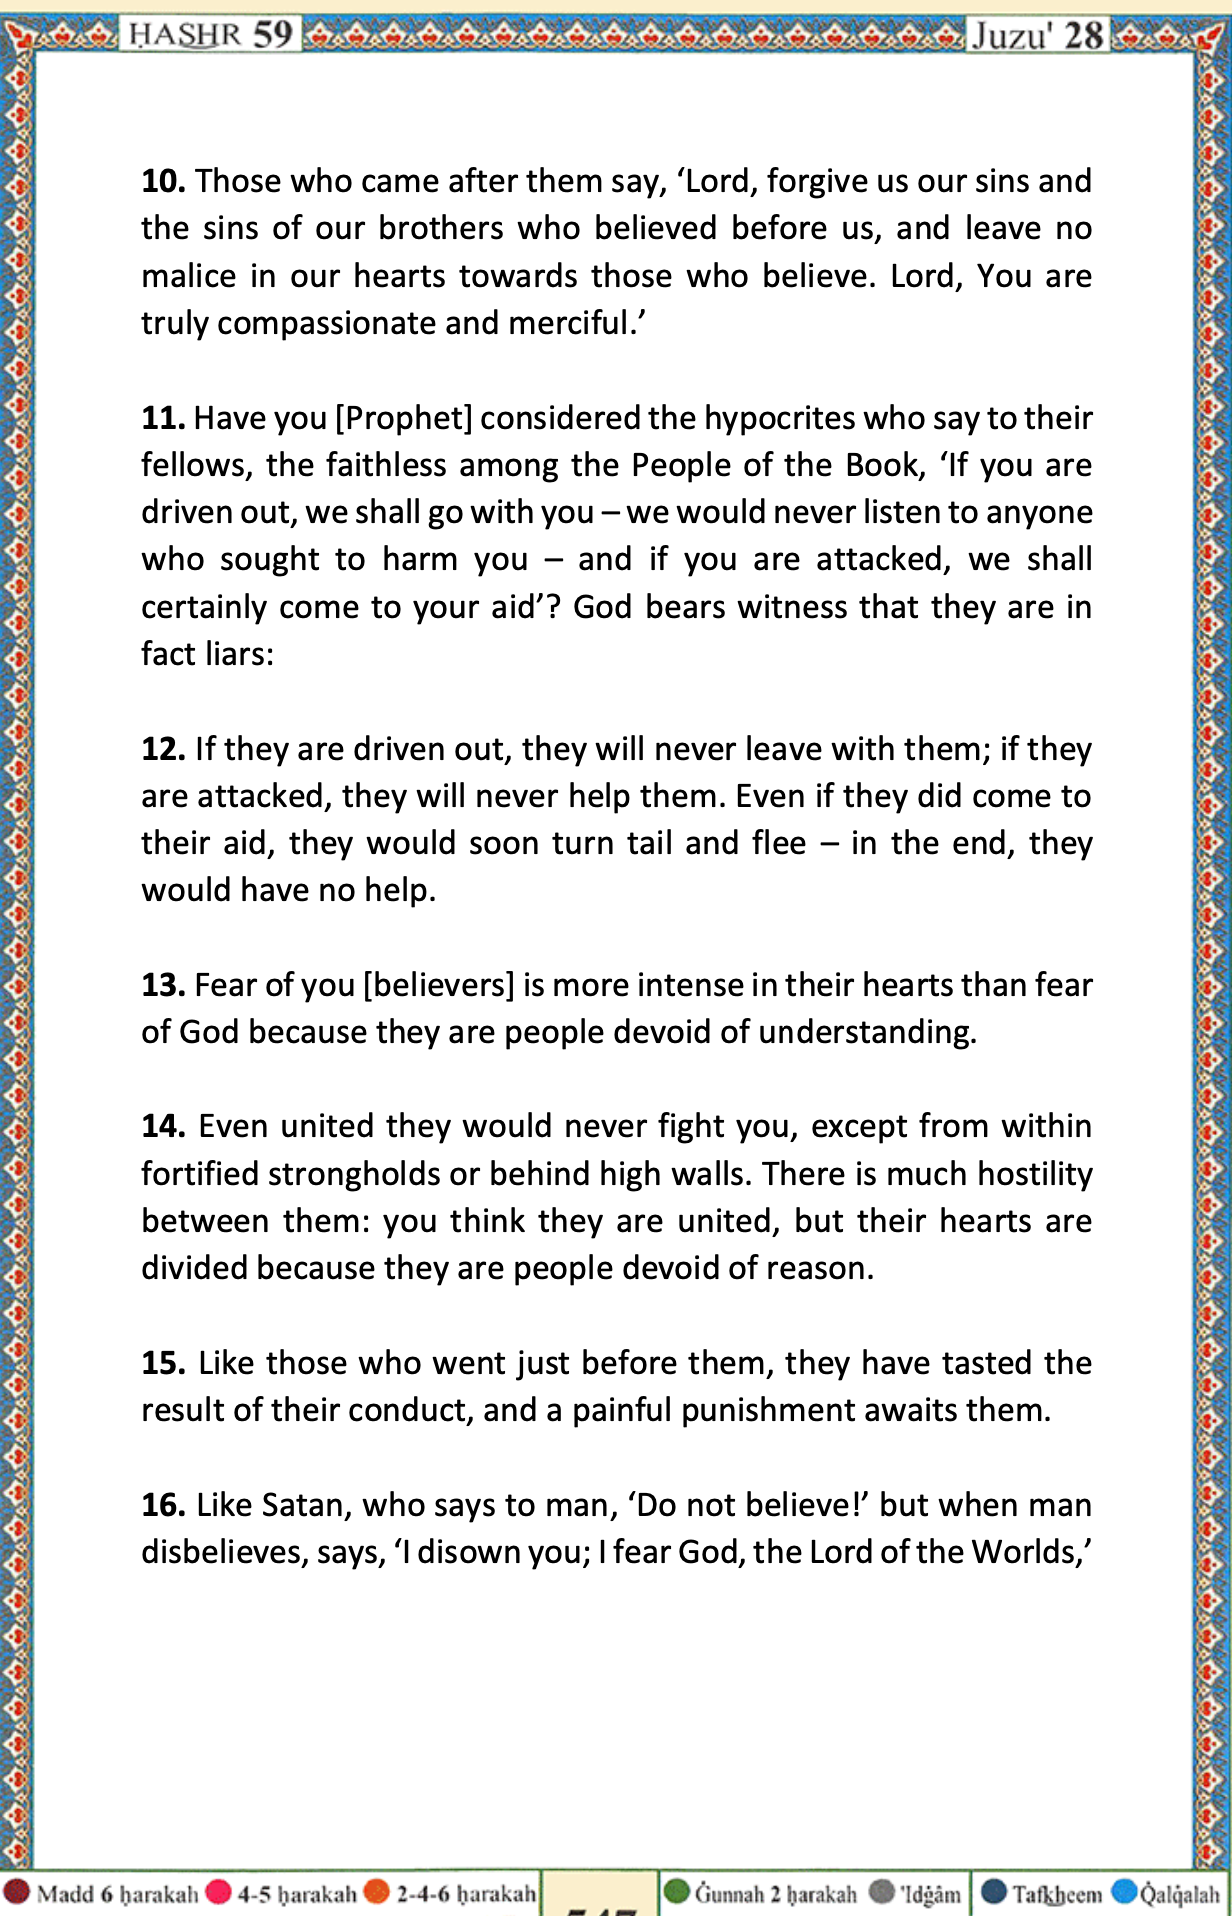 ḤASHR 59
Juzu' 28
10. Those who came after them say, ‘Lord, forgive us our sins and
the sins of our brothers who believed before us, and leave no
malice in our hearts towards those who believe. Lord, You are
truly compassionate and merciful.’
11. Have you [Prophet] considered the hypocrites who say to their
fellows, the faithless among the People of the Book, ‘If you are
driven out, we shall go with you – we would never listen to anyone
who sought to harm you – and if you are attacked, we shall
certainly come to your aid’? God bears witness that they are in
fact liars:
12. If they are driven out, they will never leave with them; if they
are attacked, they will never help them. Even if they did come to
their aid, they would soon turn tail and flee – in the end, they
would have no help.
13. Fear of you [believers] is more intense in their hearts than fear
of God because they are people devoid of understanding.
14. Even united they would never fight you, except from within
fortified strongholds or behind high walls. There is much hostility
between them: you think they are united, but their hearts are
divided because they are people devoid of reason.
15. Like those who went just before them, they have tasted the
result of their conduct, and a painful punishment awaits them.
16. Like Satan, who says to man, ‘Do not believe!’ but when man
disbelieves, says, ‘I disown you; I fear God, the Lord of the Worlds,’
Madd 6 ḥarakah 4-5 ḥarakah 2-4-6 ḥarakah
Ġunnah 2 ḥarakah 'Idġâm Tafkheem Q̇alq̇alah